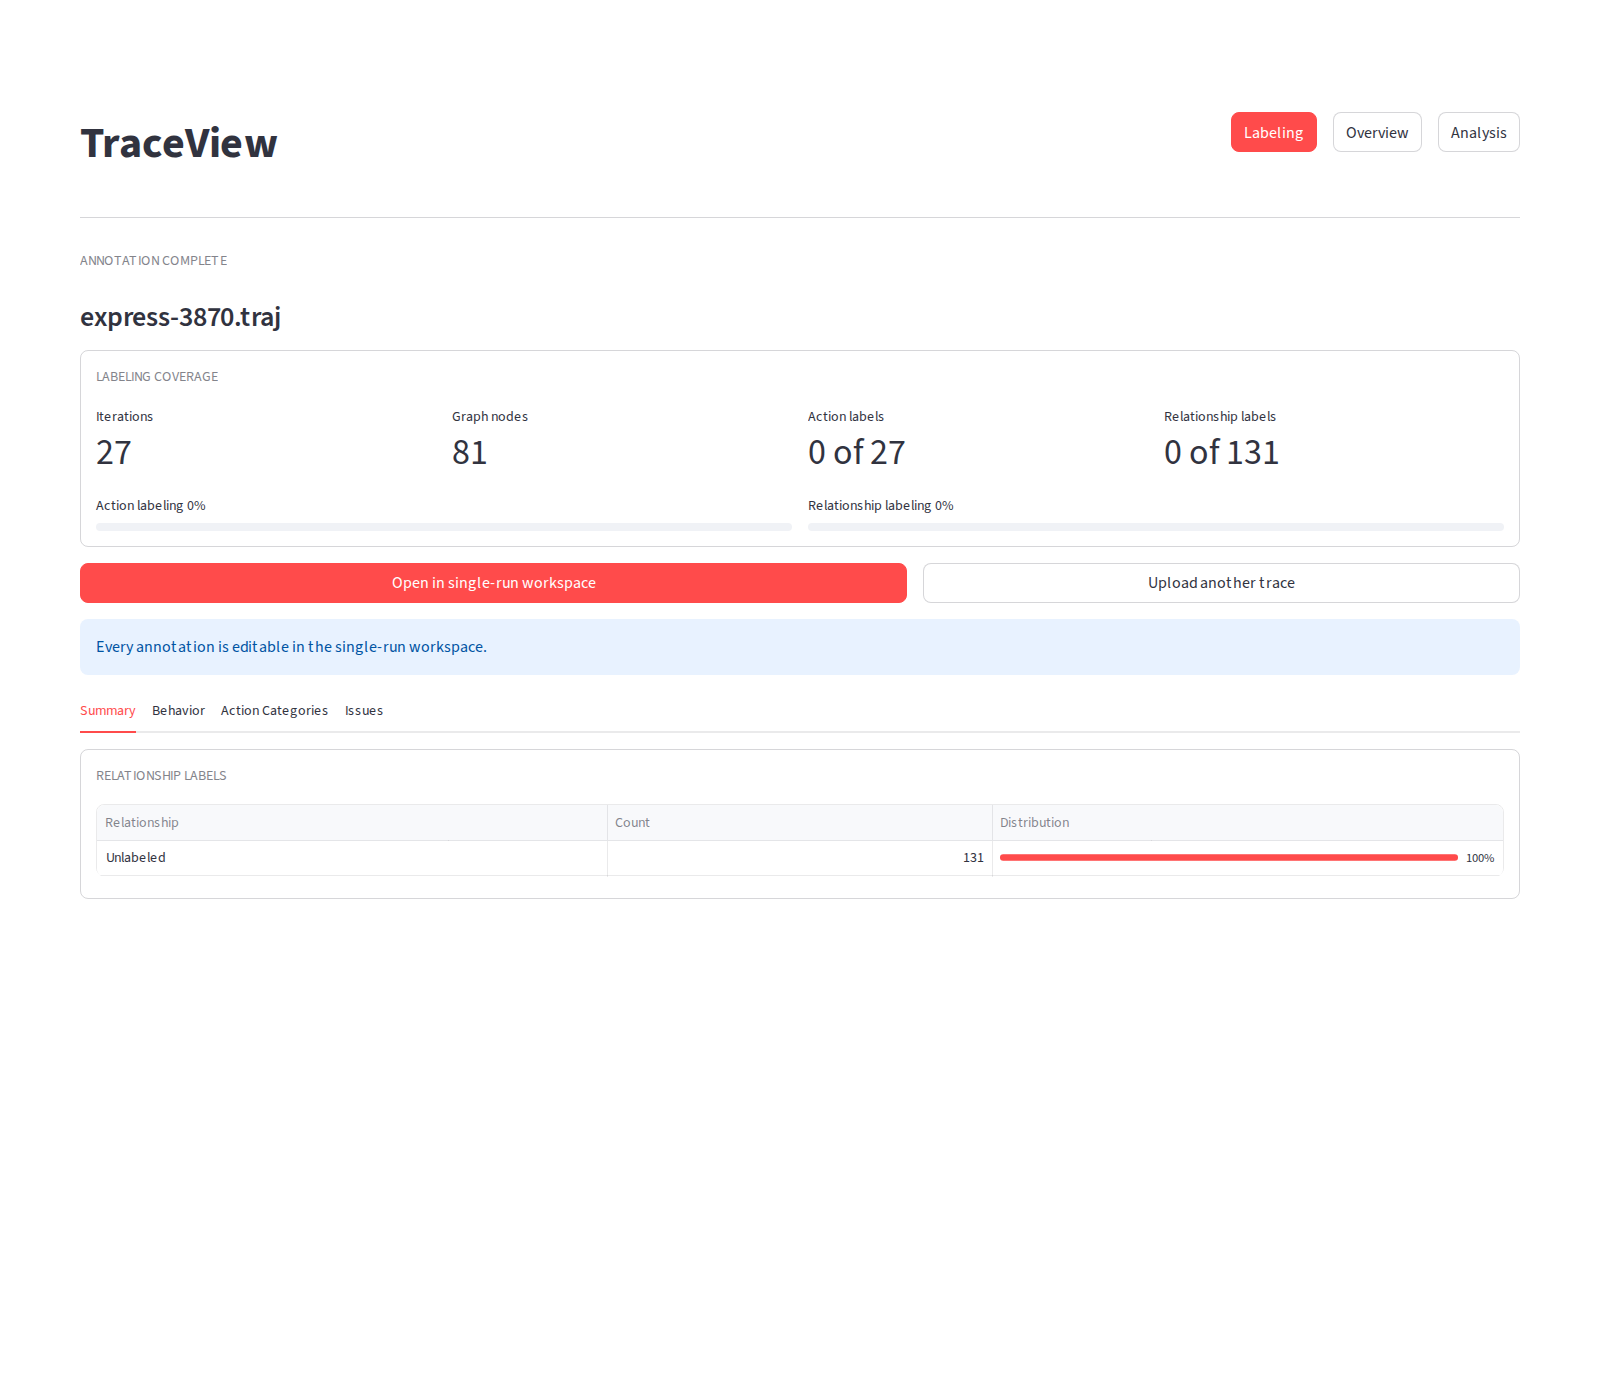 TraceView
Labeling Overview Analysis
ANNOTATION COMPLETE
express-3870.traj
LABELING COVERAGE
Iterations Graph nodes Action labels Relationship labels
27 81 0 of 27 0 of 131
Action labeling 0% Relationship labeling 0%
Open in single-run workspace Upload another trace
Every annotation is editable in the single-run workspace.
Summary Behavior Action Categories Issues
RELATIONSHIP LABELS
Relationship Count Distribution
Unlabeled 131 100%